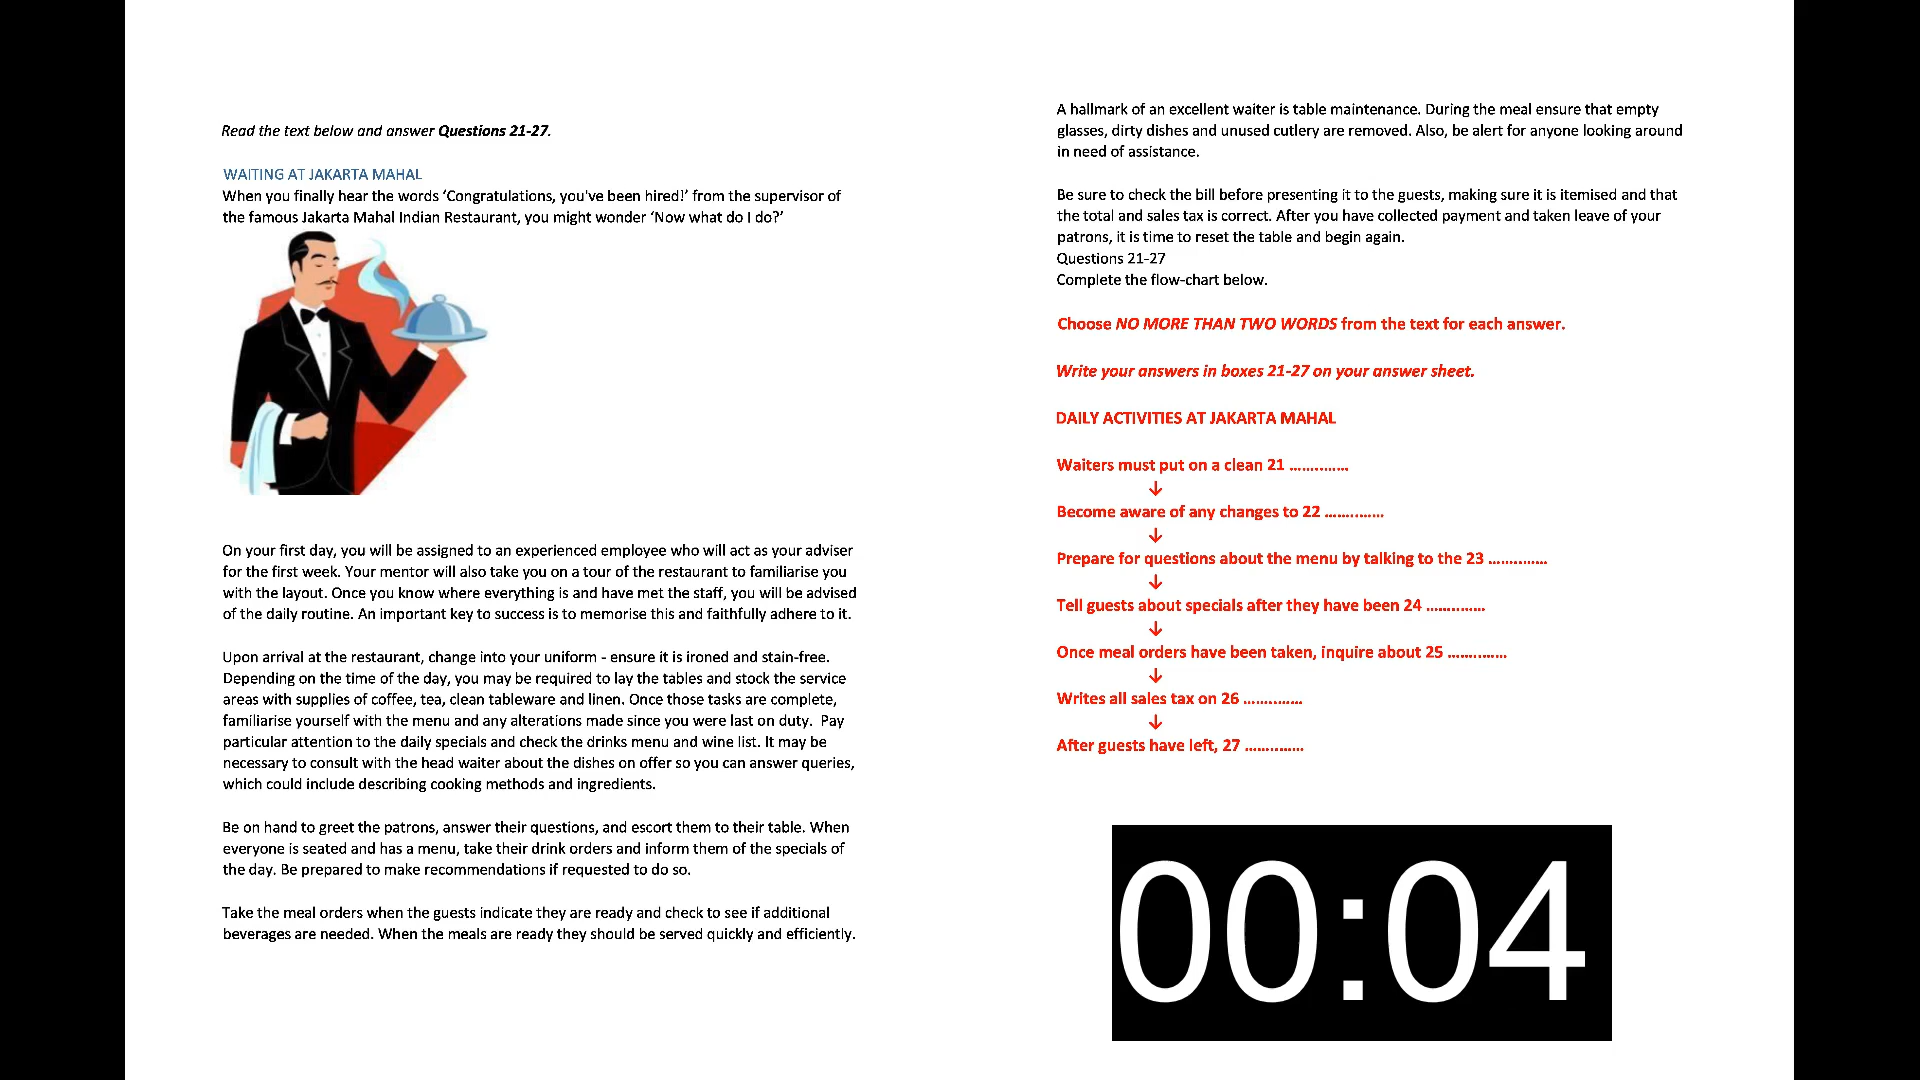 Read the text below and answer Questions 21-27.
WAITING AT JAKARTA MAHAL
When you finally hear the words ‘Congratulations, you've been hired!’ from the supervisor of
the famous Jakarta Mahal Indian Restaurant, you might wonder ‘Now what do I do?’
On your first day, you will be assigned to an experienced employee who will act as your adviser
for the first week. Your mentor will also take you on a tour of the restaurant to familiarise you
with the layout. Once you know where everything is and have met the staff, you will be advised
of the daily routine. An important key to success is to memorise this and faithfully adhere to it.
Upon arrival at the restaurant, change into your uniform - ensure it is ironed and stain-free.
Depending on the time of the day, you may be required to lay the tables and stock the service
areas with supplies of coffee, tea, clean tableware and linen. Once those tasks are complete,
familiarise yourself with the menu and any alterations made since you were last on duty.  Pay
particular attention to the daily specials and check the drinks menu and wine list. It may be
necessary to consult with the head waiter about the dishes on offer so you can answer queries,
which could include describing cooking methods and ingredients.
Be on hand to greet the patrons, answer their questions, and escort them to their table. When
everyone is seated and has a menu, take their drink orders and inform them of the specials of
the day. Be prepared to make recommendations if requested to do so.
Take the meal orders when the guests indicate they are ready and check to see if additional
beverages are needed. When the meals are ready they should be served quickly and efficiently.
A hallmark of an excellent waiter is table maintenance. During the meal ensure that empty
glasses, dirty dishes and unused cutlery are removed. Also, be alert for anyone looking around
in need of assistance.
Be sure to check the bill before presenting it to the guests, making sure it is itemised and that
the total and sales tax is correct. After you have collected payment and taken leave of your
patrons, it is time to reset the table and begin again.
Questions 21-27
Complete the flow-chart below.
Choose NO MORE THAN TWO WORDS from the text for each answer.
Write your answers in boxes 21-27 on your answer sheet.
DAILY ACTIVITIES AT JAKARTA MAHAL
Waiters must put on a clean 21 ..............
↓
Become aware of any changes to 22 ..............
↓
Prepare for questions about the menu by talking to the 23 ..............
↓
Tell guests about specials after they have been 24 ..............
↓
Once meal orders have been taken, inquire about 25 ..............
↓
Writes all sales tax on 26 ..............
↓
After guests have left, 27 ..............
00:04